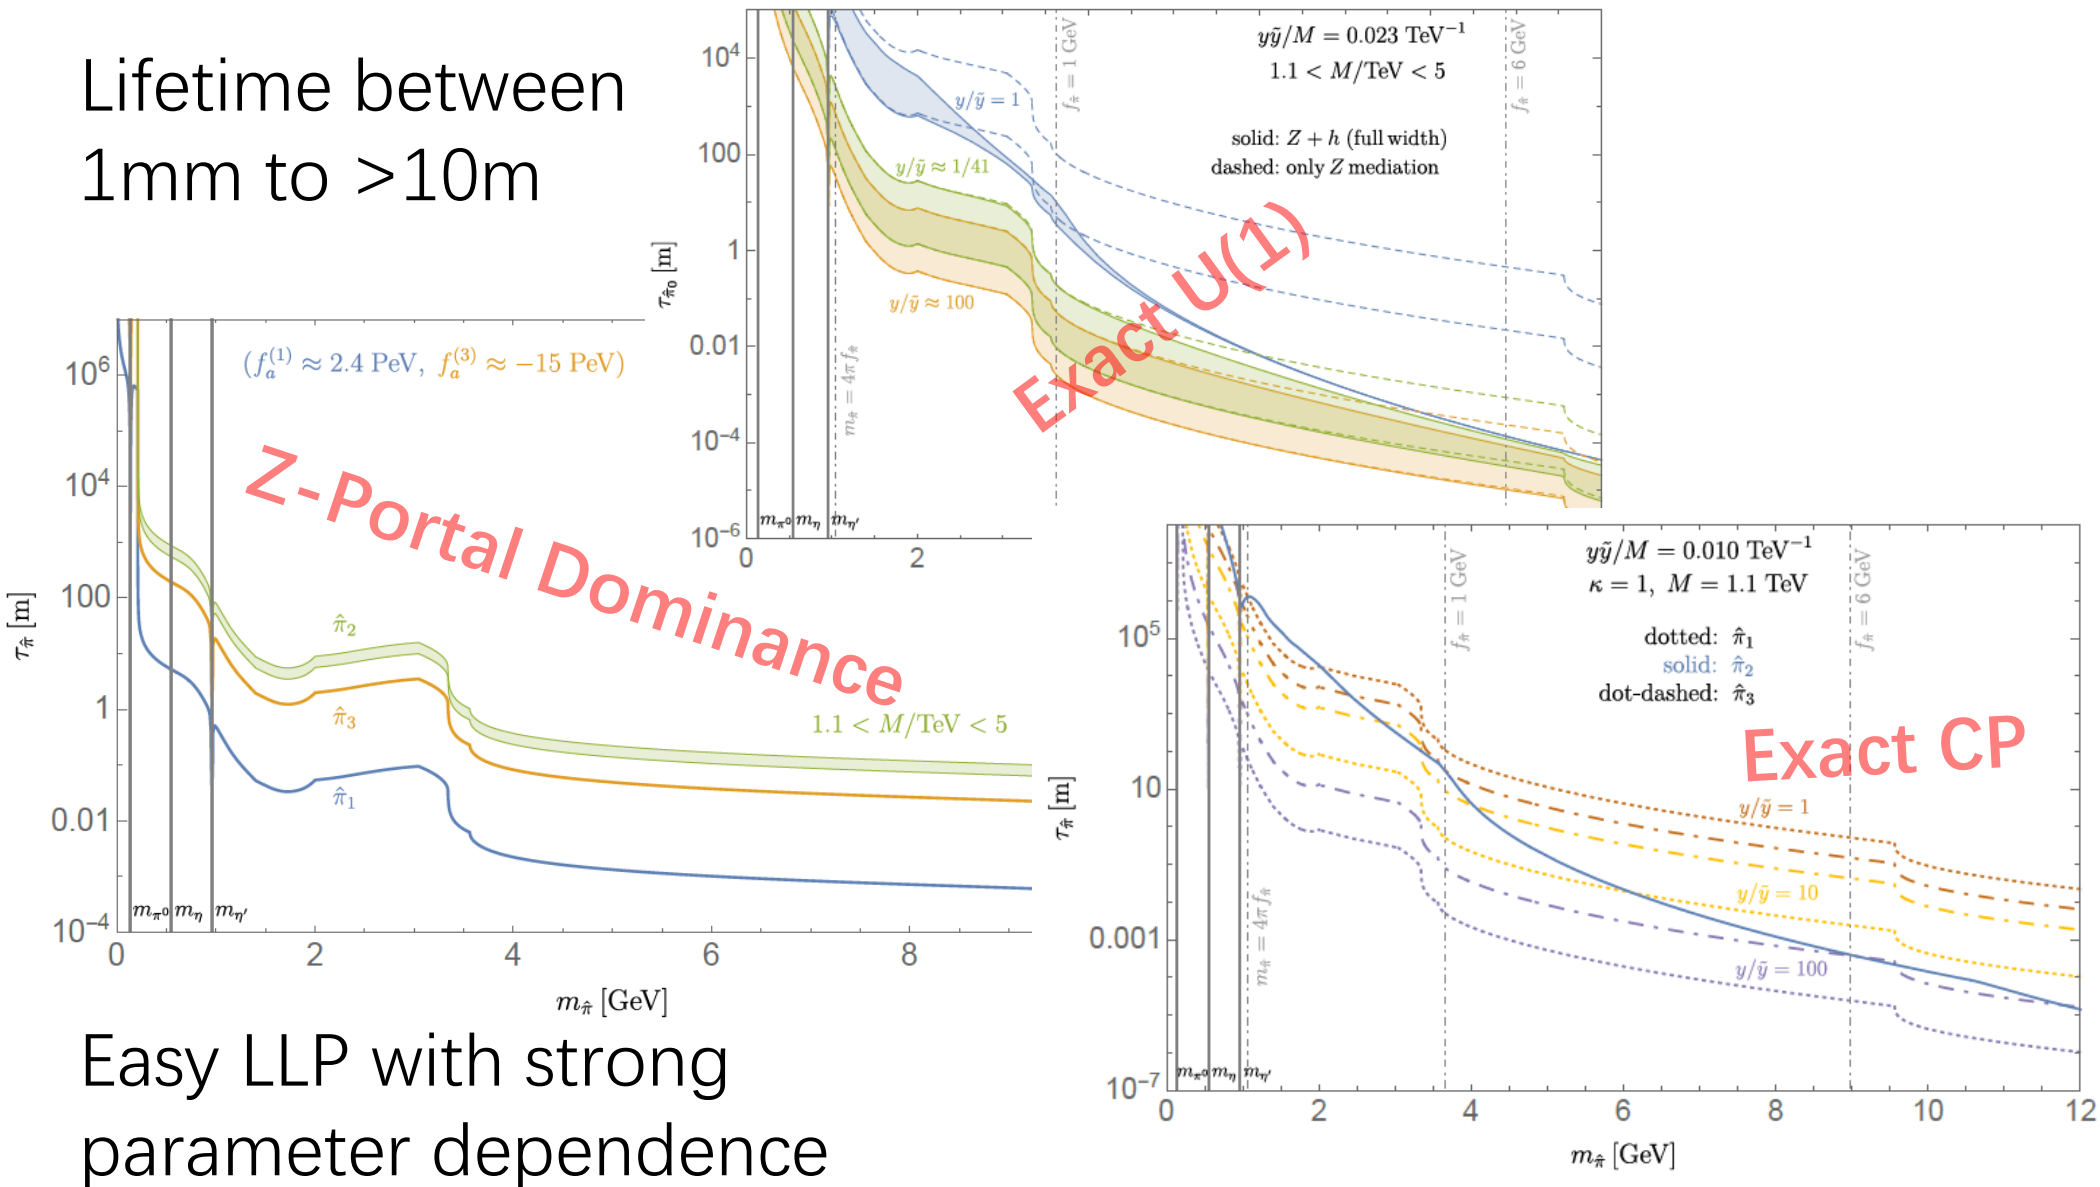 Lifetime between
1mm to >10m
10⁴
100
1
0.01
10⁻⁴
10⁻⁶
τ_π̂₀ [m]
0
2
yỹ/M = 0.023 TeV⁻¹
1.1 < M/TeV < 5
solid: Z + h (full width)
dashed: only Z mediation
y/ỹ = 1
y/ỹ ≈ 1/41
y/ỹ ≈ 100
m_π̂ = 4π f_π̂
f_π̂ = 1 GeV
f_π̂ = 6 GeV
m_π⁰
m_η
m_η′
Exact U(1)
10⁶
10⁴
100
1
0.01
10⁻⁴
τ_π̂ [m]
(f_a⁽¹⁾ ≈ 2.4 PeV, f_a⁽³⁾ ≈ −15 PeV)
Z-Portal Dominance
π̂₂
π̂₃
π̂₁
1.1 < M/TeV < 5
m_π⁰
m_η
m_η′
0
2
4
6
8
m_π̂ [GeV]
10⁵
10
0.001
10⁻⁷
τ_π̂ [m]
yỹ/M = 0.010 TeV⁻¹
κ = 1, M = 1.1 TeV
dotted: π̂₁
solid: π̂₂
dot-dashed: π̂₃
Exact CP
y/ỹ = 1
y/ỹ = 10
y/ỹ = 100
m_π̂ = 4π f_π̂
f_π̂ = 1 GeV
f_π̂ = 6 GeV
m_π⁰
m_η
m_η′
0
2
4
6
8
10
12
m_π̂ [GeV]
Easy LLP with strong
parameter dependence